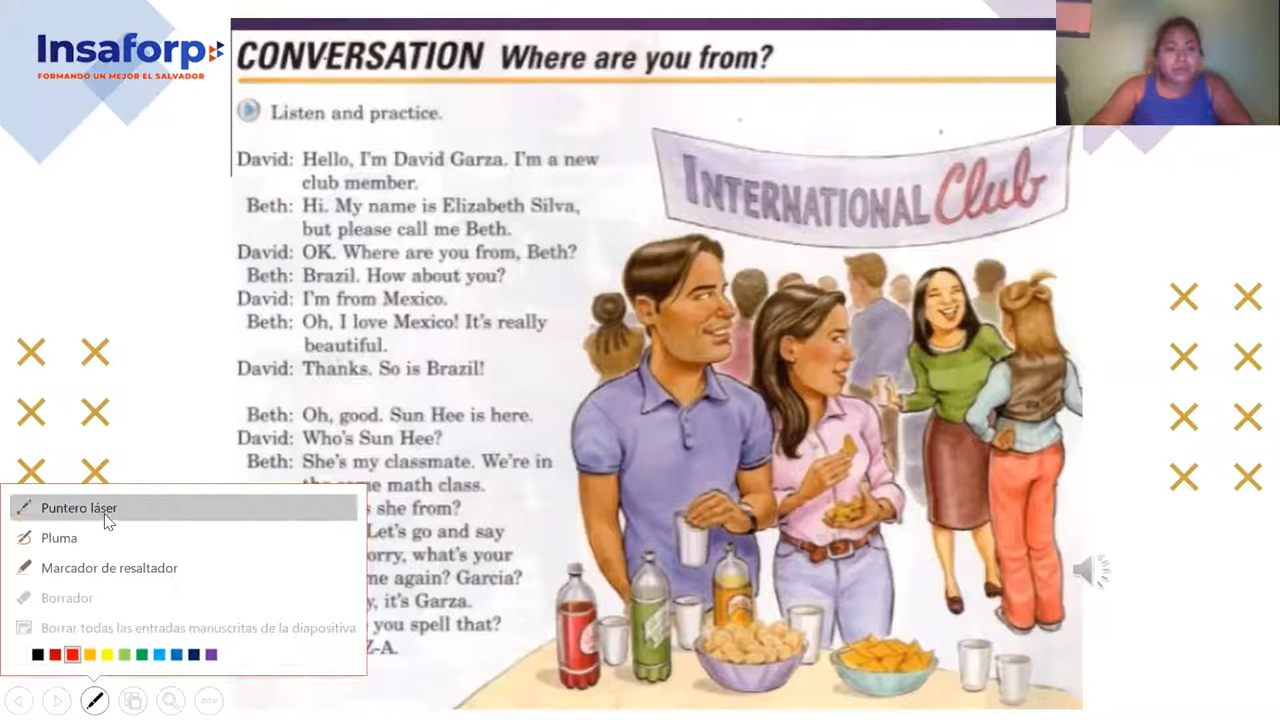 Insaforp
FORMANDO UN MEJOR EL SALVADOR
CONVERSATION Where are you from?
Listen and practice.
David: Hello, I'm David Garza. I'm a new
club member.
Beth: Hi. My name is Elizabeth Silva,
but please call me Beth.
David: OK. Where are you from, Beth?
Beth: Brazil. How about you?
David: I'm from Mexico.
Beth: Oh, I love Mexico! It's really
beautiful.
David: Thanks. So is Brazil!
Beth: Oh, good. Sun Hee is here.
David: Who's Sun Hee?
Beth: She's my classmate. We're in
math class.
she from?
Let's go and say
what's your
again? Garcia?
it's Garza.
you spell that?
Z-A.
INTERNATIONAL Club
Puntero láser
Pluma
Marcador de resaltador
Borrador
Borrar todas las entradas manuscritas de la diapositiva